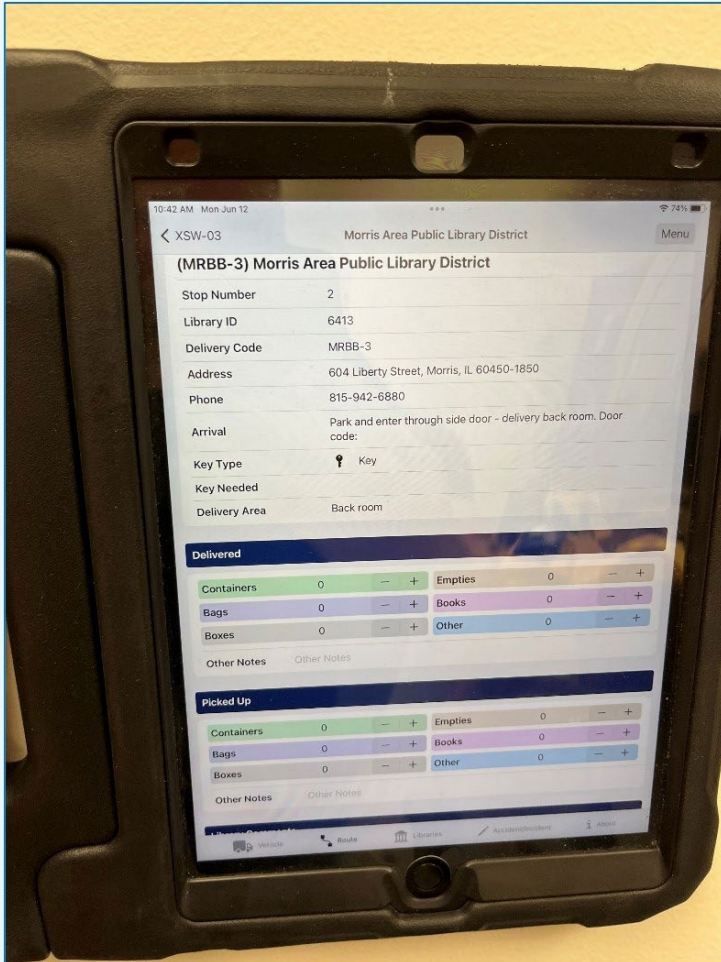 10:42 AM Mon Jun 12
74%
XSW-03 Morris Area Public Library District Menu
(MRBB-3) Morris Area Public Library District
Stop Number 2
Library ID 6413
Delivery Code MRBB-3
Address 604 Liberty Street, Morris, IL 60450-1850
Phone 815-942-6880
Arrival Park and enter through side door - delivery back room. Door
code:
Key Type Key
Key Needed
Delivery Area Back room
Delivered
Containers 0 − + Empties 0 − +
Bags 0 − + Books 0 − +
Boxes 0 − + Other 0 − +
Other Notes Other Notes
Picked Up
Containers 0 − + Empties 0 − +
Bags 0 − + Books 0 − +
Boxes 0 − + Other 0 − +
Other Notes Other Notes
Library Comments
Vehicle Route Libraries Accident/Incident About